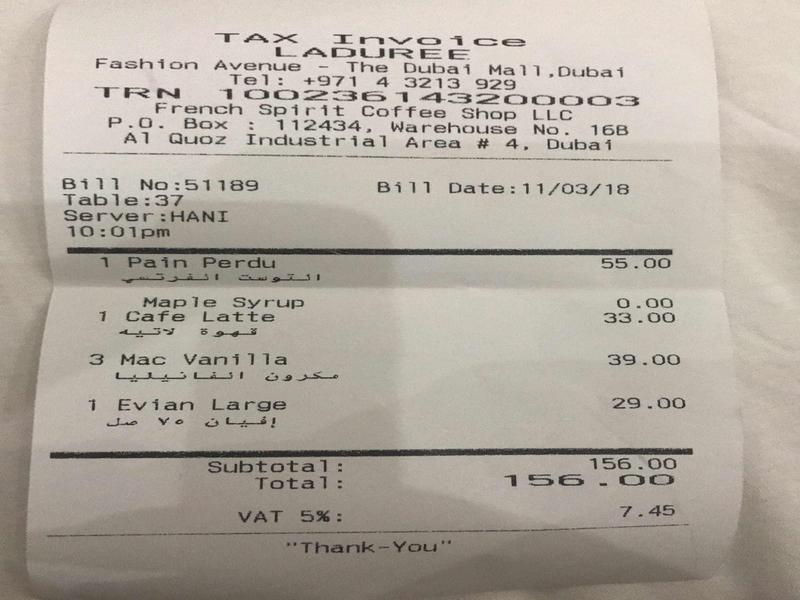 TAX Invoice
LADUREE
Fashion Avenue - The Dubai Mall,Dubai
Tel: +971 4 3213 929
TRN 100236143200003
French Spirit Coffee Shop LLC
P.O. Box : 112434, Warehouse No. 16B
Al Quoz Industrial Area # 4, Dubai
Bill No:51189 Bill Date:11/03/18
Table:37
Server:HANI
10:01pm
1 Pain Perdu 55.00
التوست الفرنسي
Maple Syrup 0.00
1 Cafe Latte 33.00
قهوة لاتيه
3 Mac Vanilla 39.00
مكرون الفانيليا
1 Evian Large 29.00
إفيان ٧٥ صل
Subtotal: 156.00
Total: 156.00
VAT 5%: 7.45
"Thank-You"